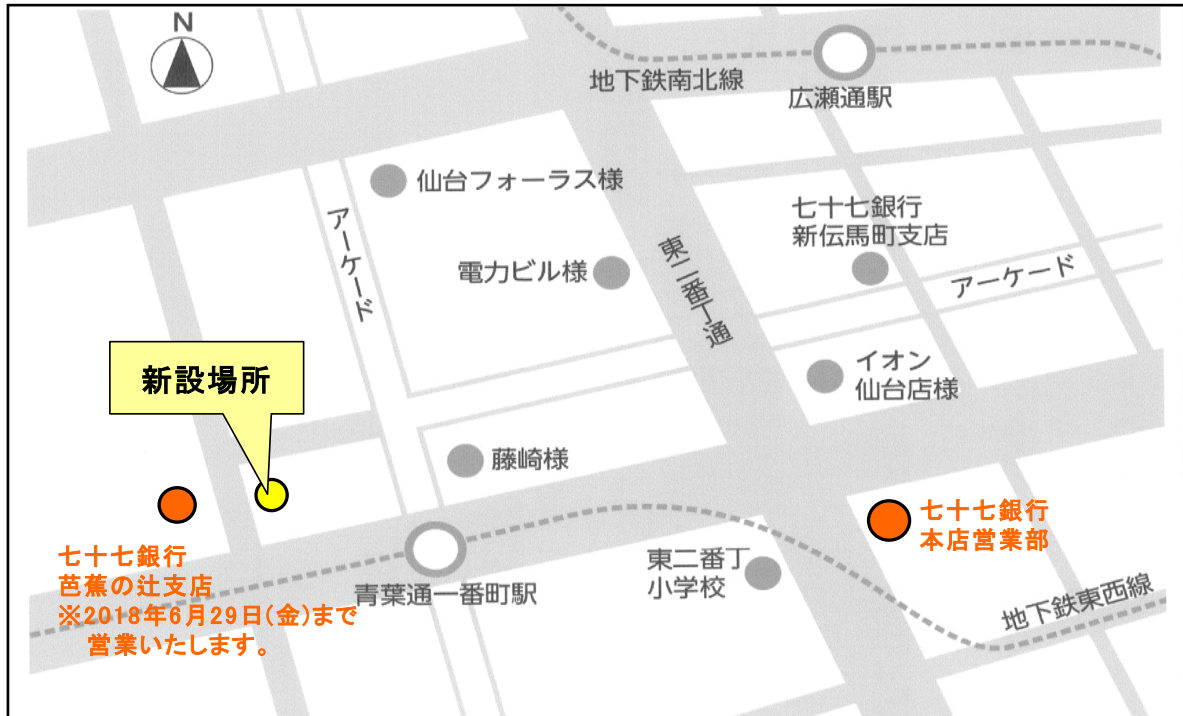 N
地下鉄南北線
広瀬通駅
仙台フォーラス様
アーケード
七十七銀行
新伝馬町支店
電力ビル様
東二番丁通
アーケード
新設場所
イオン
仙台店様
藤崎様
七十七銀行
本店営業部
七十七銀行
芭蕉の辻支店
※2018年6月29日(金)まで
営業いたします。
青葉通一番町駅
東二番丁
小学校
地下鉄東西線